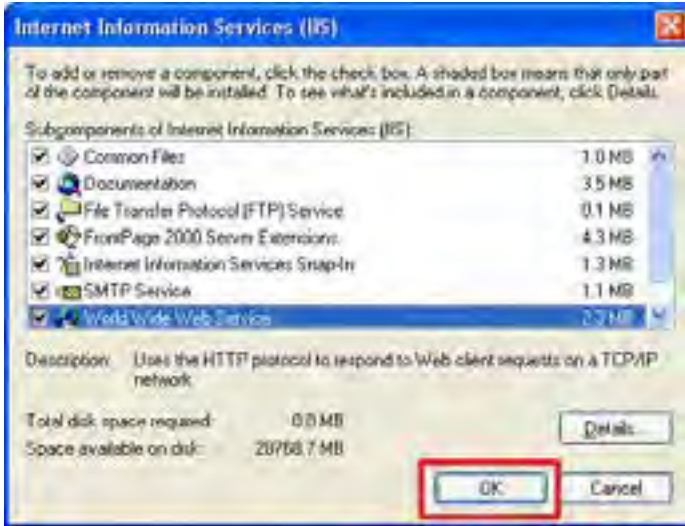 Internet Information Services (IIS)
To add or remove a component, click the check box. A shaded box means that only part
of the component will be installed. To see what's included in a component, click Details.
Subcomponents of Internet Information Services (IIS):
Common Files 1.0 MB
Documentation 3.5 MB
File Transfer Protocol (FTP) Service 0.1 MB
FrontPage 2000 Server Extensions 4.3 MB
Internet Information Services Snap-In 1.3 MB
SMTP Service 1.1 MB
World Wide Web Service 2.3 MB
Description: Uses the HTTP protocol to respond to Web client requests on a TCP/IP
network
Total disk space required: 0.0 MB
Space available on disk: 28768.7 MB
Details...
OK
Cancel